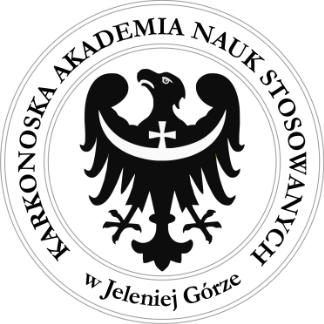 KARKONOSKA AKADEMIA NAUK STOSOWANYCH
w Jeleniej Górze